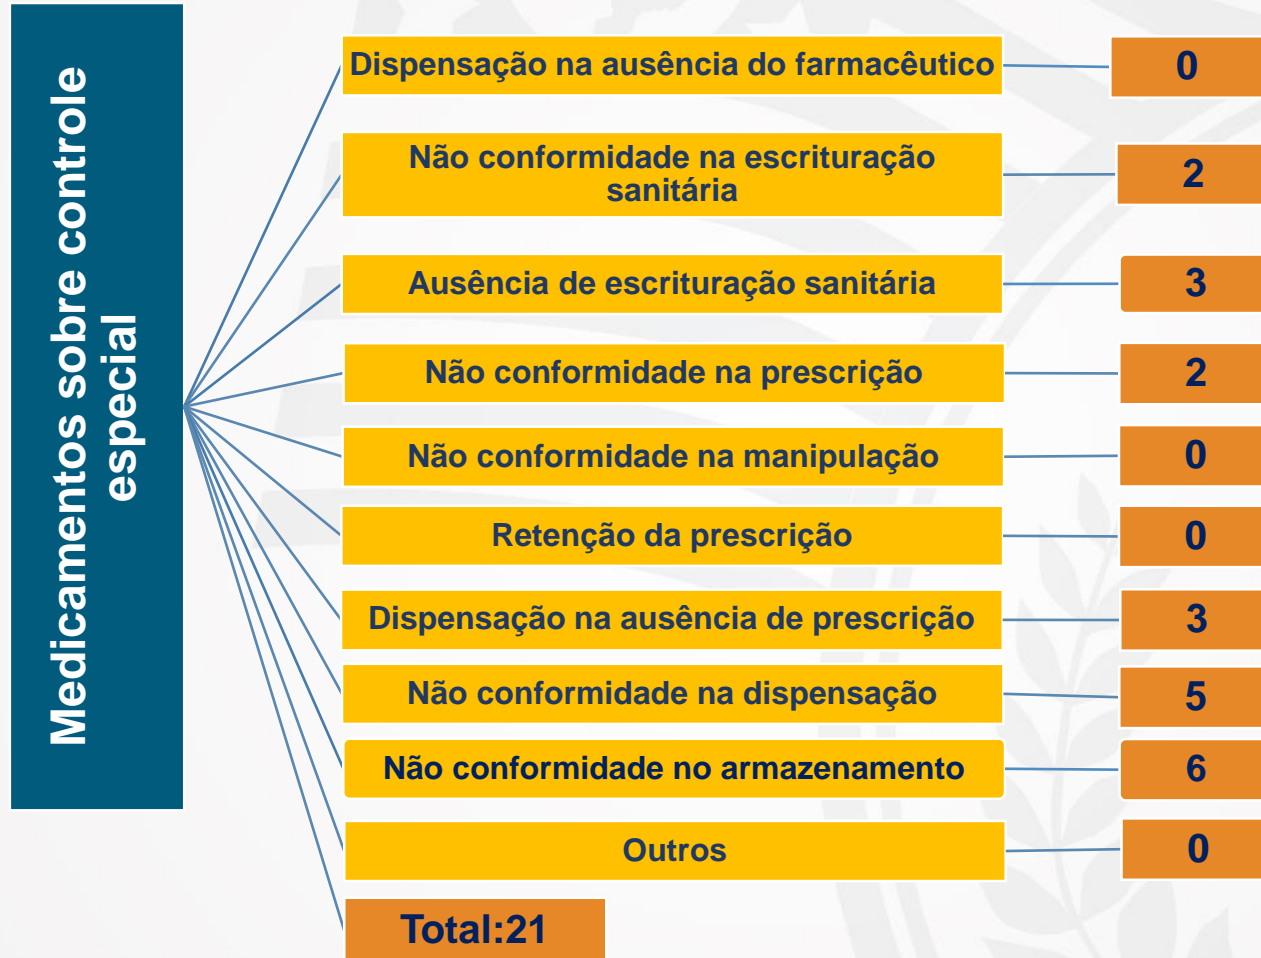 Medicamentos sobre controle
especial
Dispensação na ausência do farmacêutico
0
Não conformidade na escrituração
sanitária
2
Ausência de escrituração sanitária
3
Não conformidade na prescrição
2
Não conformidade na manipulação
0
Retenção da prescrição
0
Dispensação na ausência de prescrição
3
Não conformidade na dispensação
5
Não conformidade no armazenamento
6
Outros
0
Total:21